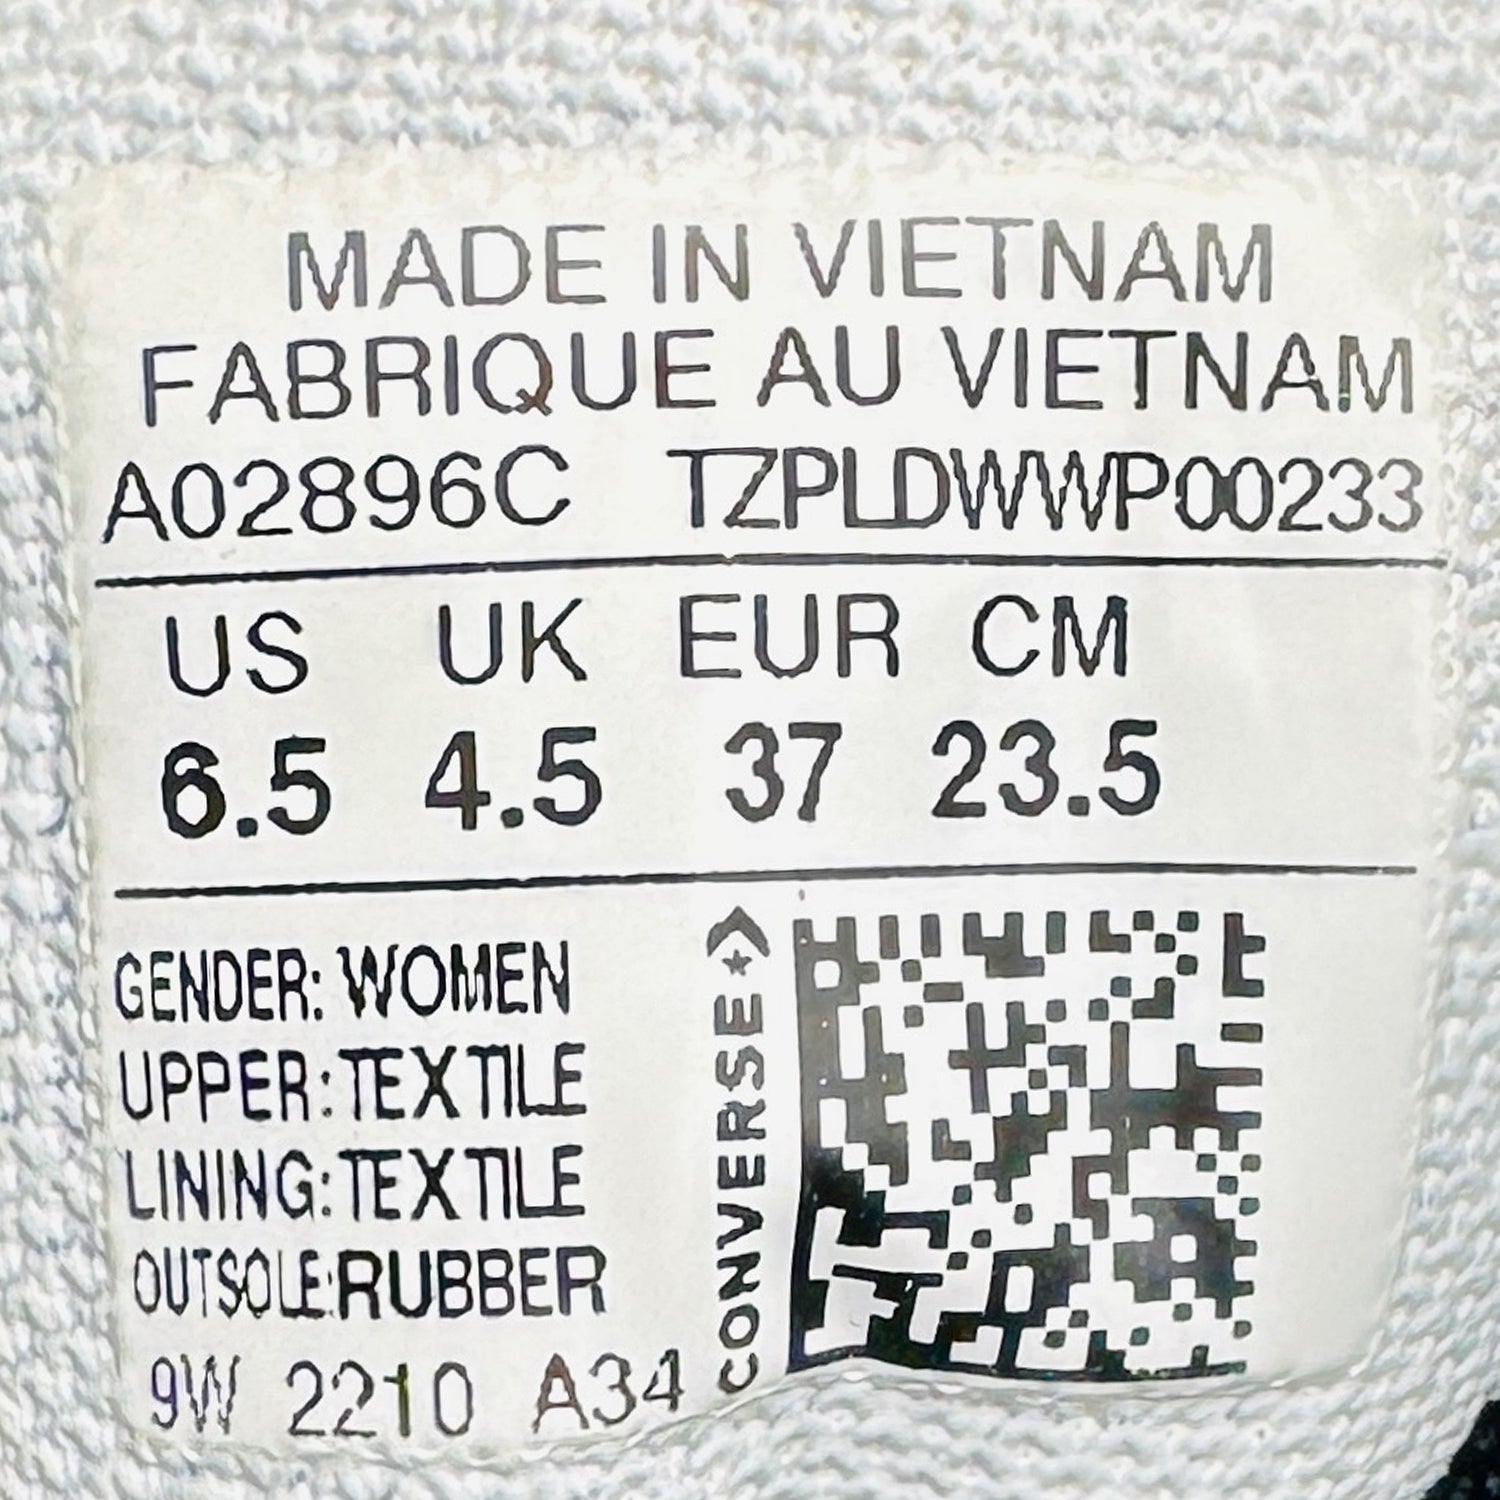 MADE IN VIETNAM
FABRIQUE AU VIETNAM
A02896C TZPLDWWP00233
US UK EUR CM
6.5 4.5 37 23.5
GENDER: WOMEN
UPPER: TEXTILE
LINING: TEXTILE
OUTSOLE: RUBBER
9W 2210 A34
CONVERSE